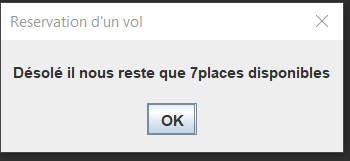 Reservation d'un vol
Désolé il nous reste que 7places disponibles
OK